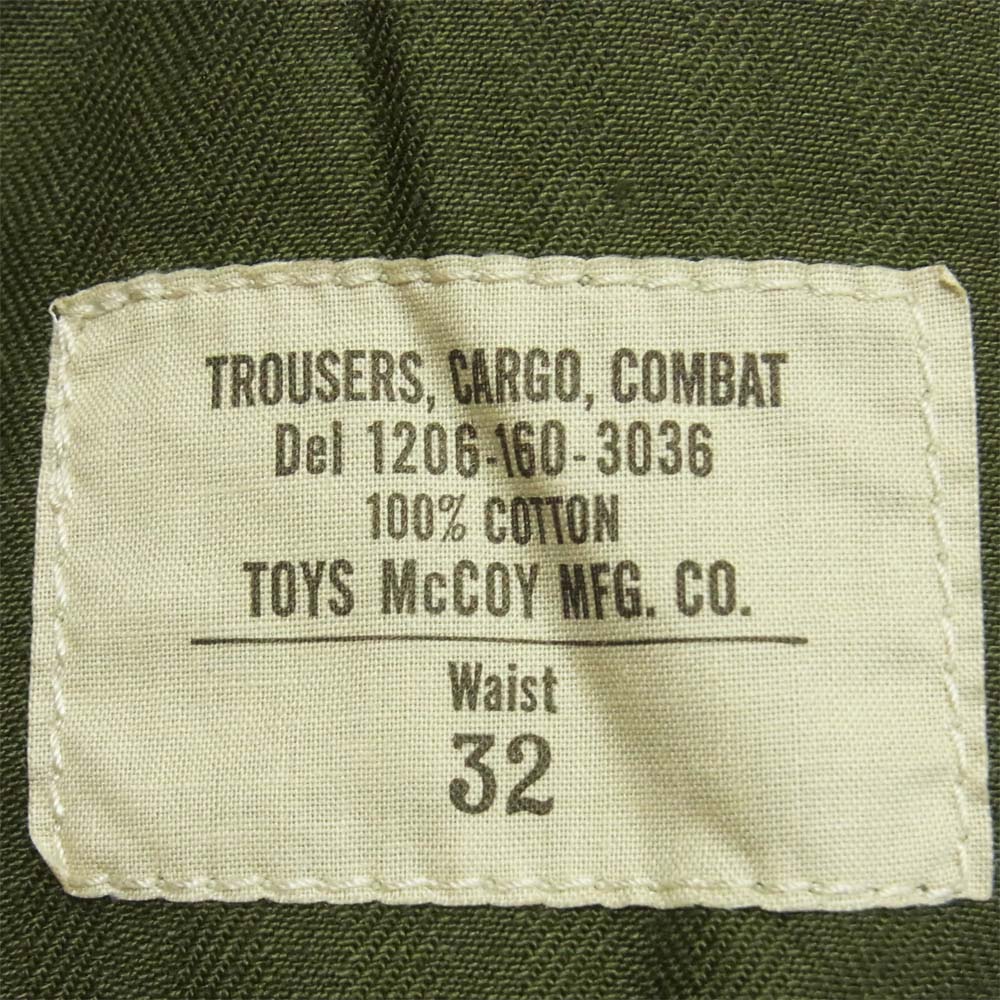 TROUSERS, CARGO, COMBAT
Del 1206-160-3036
100% COTTON
TOYS McCOY MFG. CO.
Waist
32